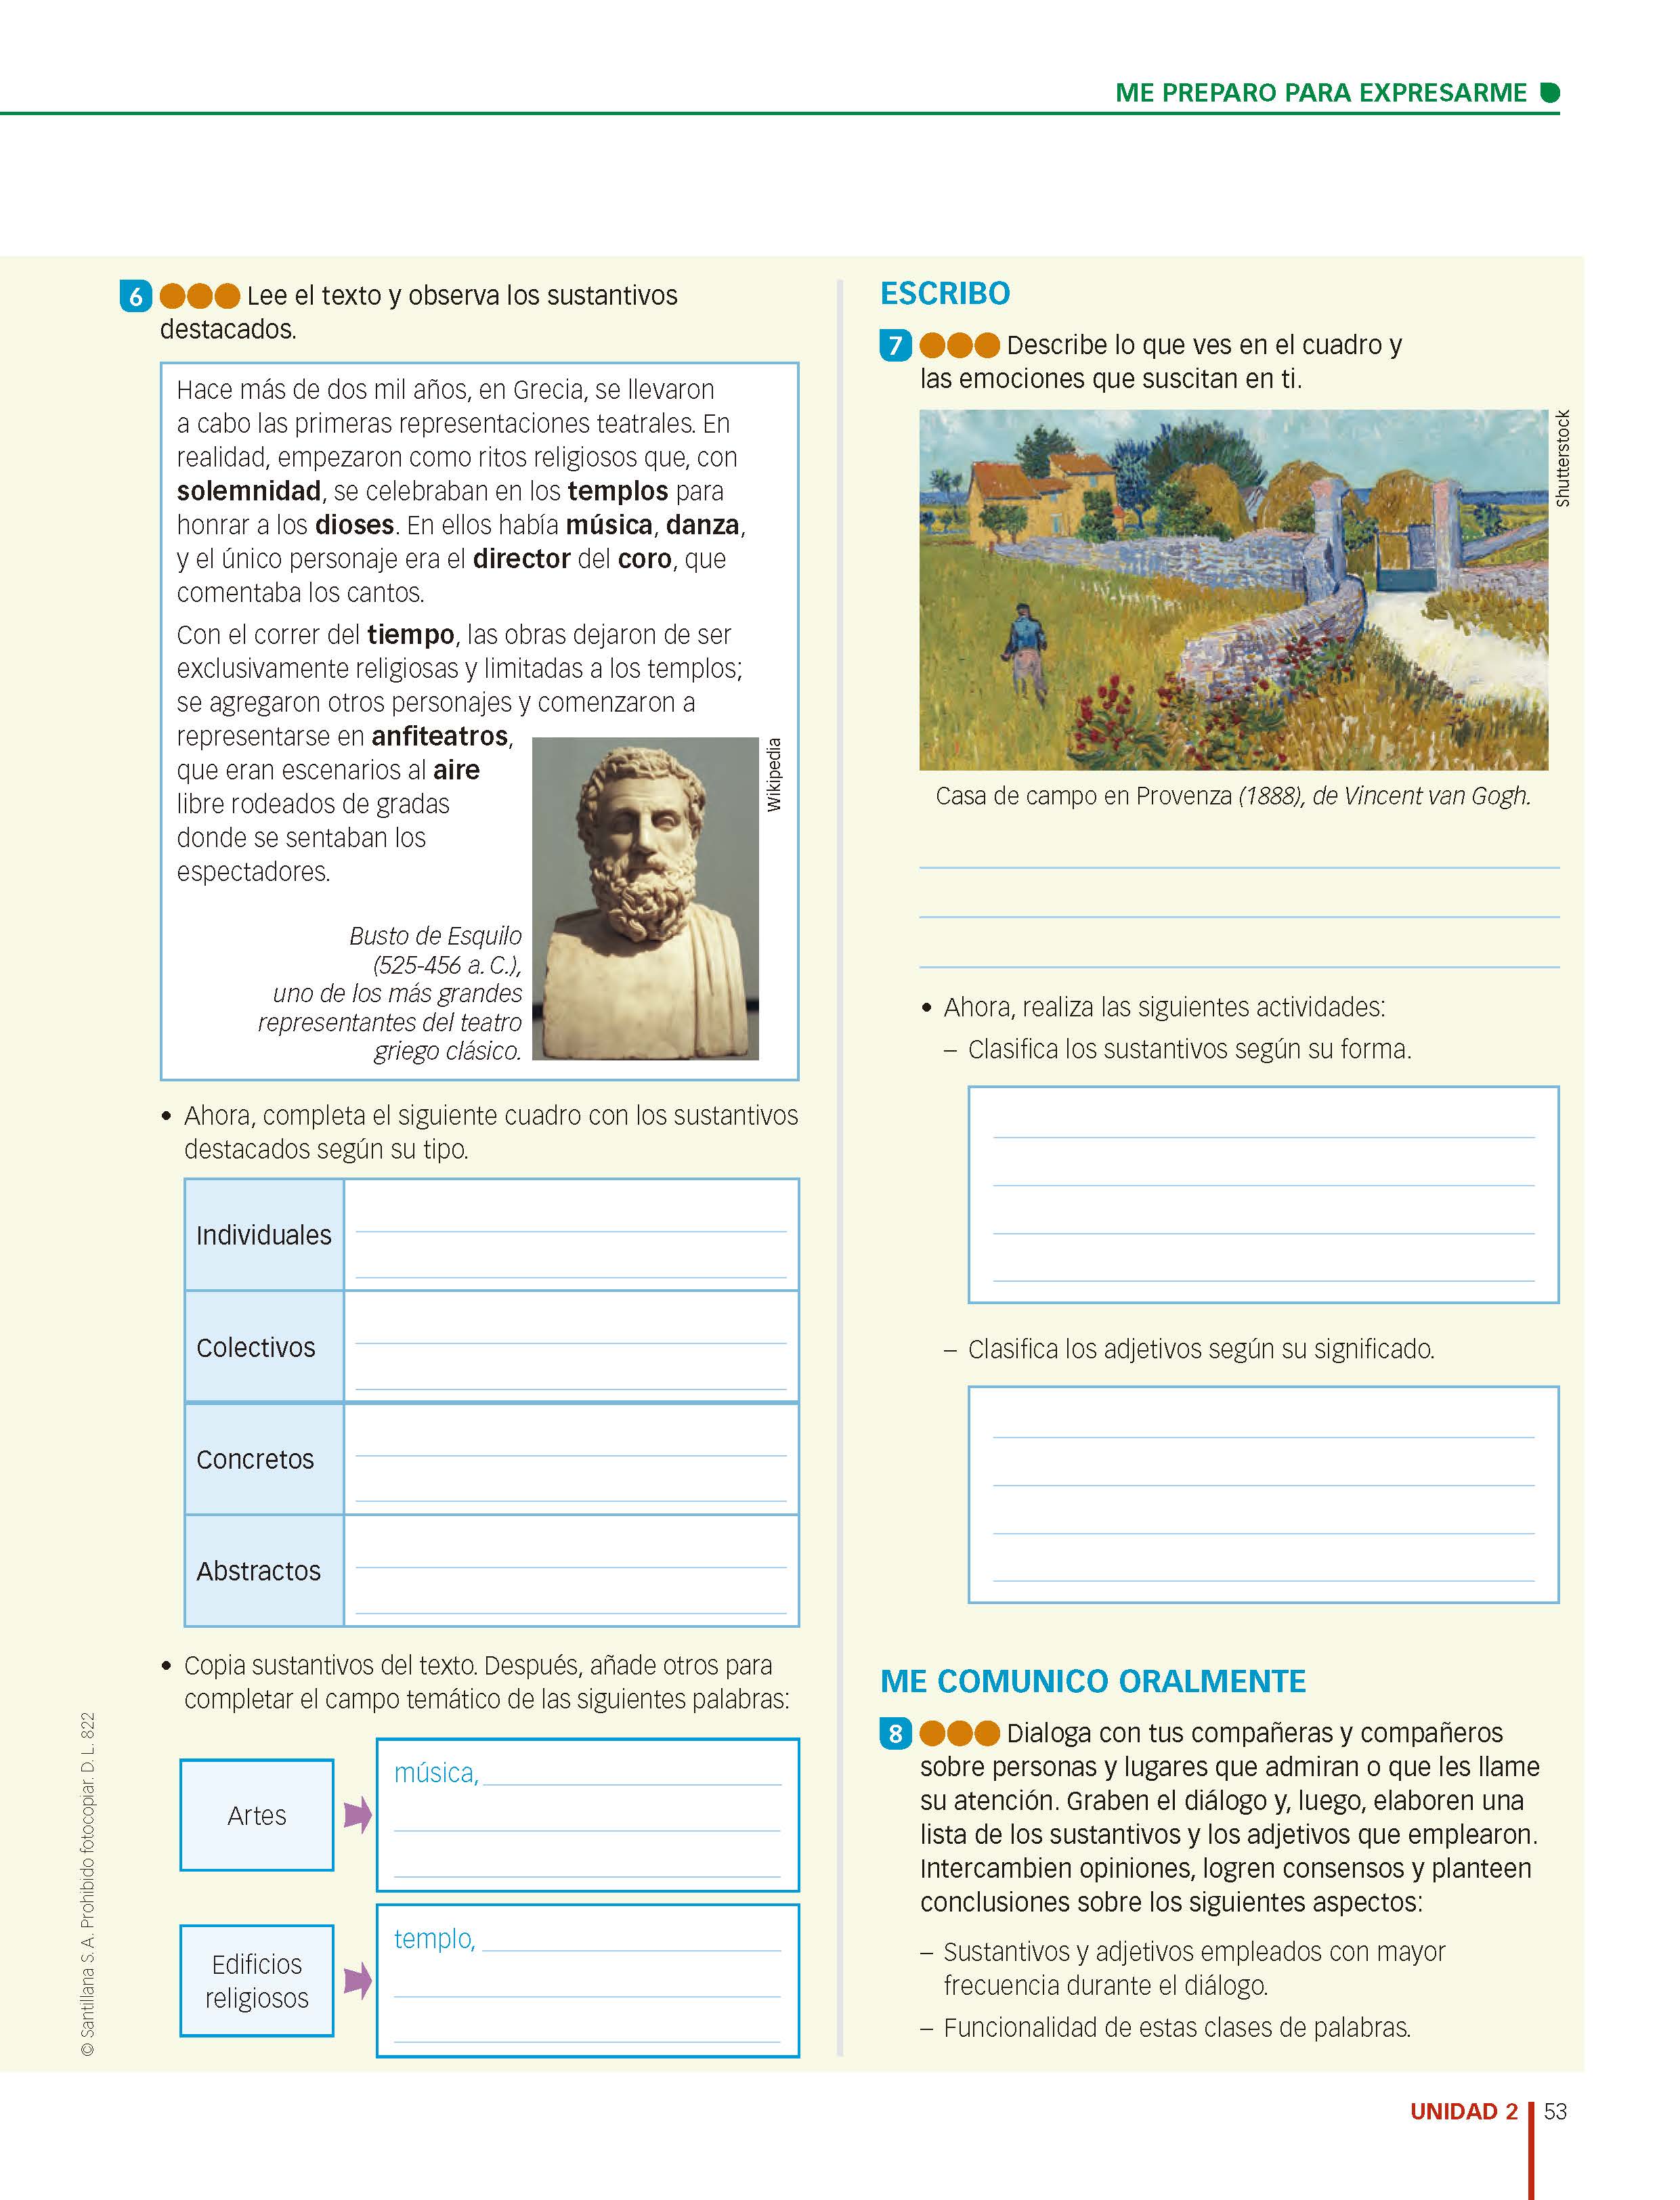 ME PREPARO PARA EXPRESARME
6 Lee el texto y observa los sustantivos
destacados.
Hace más de dos mil años, en Grecia, se llevaron
a cabo las primeras representaciones teatrales. En
realidad, empezaron como ritos religiosos que, con
solemnidad, se celebraban en los templos para
honrar a los dioses. En ellos había música, danza,
y el único personaje era el director del coro, que
comentaba los cantos.
Con el correr del tiempo, las obras dejaron de ser
exclusivamente religiosas y limitadas a los templos;
se agregaron otros personajes y comenzaron a
representarse en anfiteatros,
que eran escenarios al aire
libre rodeados de gradas
donde se sentaban los
espectadores.
Wikipedia
Busto de Esquilo
(525-456 a. C.),
uno de los más grandes
representantes del teatro
griego clásico.
• Ahora, completa el siguiente cuadro con los sustantivos
destacados según su tipo.
Individuales
Colectivos
Concretos
Abstractos
• Copia sustantivos del texto. Después, añade otros para
completar el campo temático de las siguientes palabras:
Artes
música,
Edificios
religiosos
templo,
© Santillana S. A. Prohibido fotocopiar. D. L. 822
ESCRIBO
7 Describe lo que ves en el cuadro y
las emociones que suscitan en ti.
Shutterstock
Casa de campo en Provenza (1888), de Vincent van Gogh.
• Ahora, realiza las siguientes actividades:
– Clasifica los sustantivos según su forma.
– Clasifica los adjetivos según su significado.
ME COMUNICO ORALMENTE
8 Dialoga con tus compañeras y compañeros
sobre personas y lugares que admiran o que les llame
su atención. Graben el diálogo y, luego, elaboren una
lista de los sustantivos y los adjetivos que emplearon.
Intercambien opiniones, logren consensos y planteen
conclusiones sobre los siguientes aspectos:
– Sustantivos y adjetivos empleados con mayor
frecuencia durante el diálogo.
– Funcionalidad de estas clases de palabras.
UNIDAD 2 53